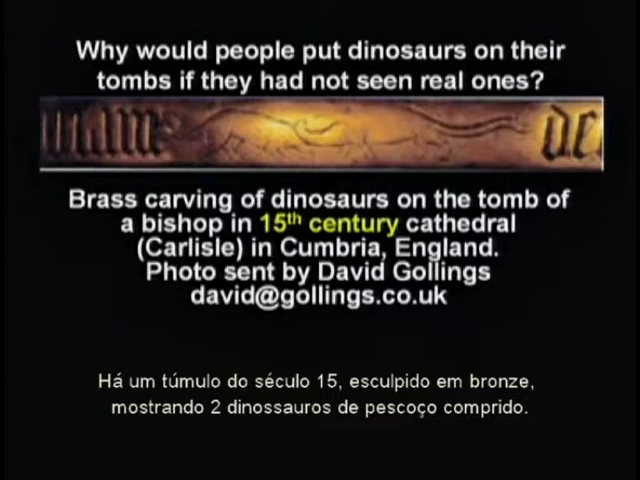 Why would people put dinosaurs on their
tombs if they had not seen real ones?
Brass carving of dinosaurs on the tomb of
a bishop in 15th century cathedral
(Carlisle) in Cumbria, England.
Photo sent by David Gollings
david@gollings.co.uk
Há um túmulo do século 15, esculpido em bronze,
mostrando 2 dinossauros de pescoço comprido.